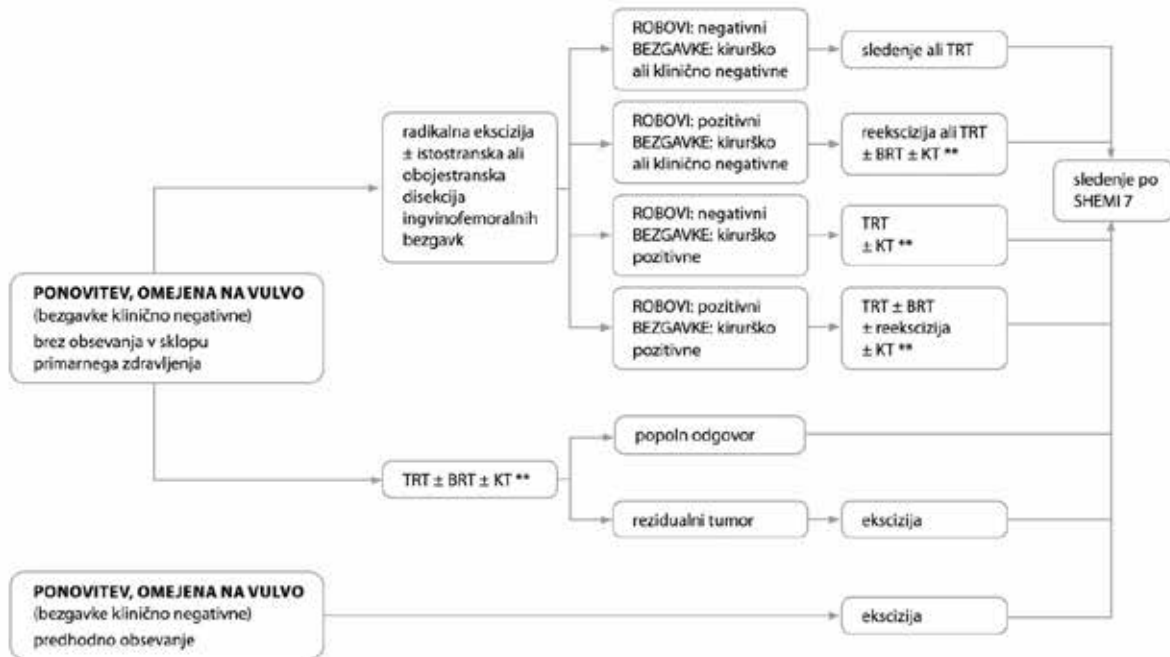 PONOVITEV, OMEJENA NA VULVO
(bezgavke klinično negativne)
brez obsevanja v sklopu
primarnega zdravljenja
radikalna ekscizija
± istostranska ali
obojestranska
disekcija
ingvinofemoralnih
bezgavk
ROBOVI: negativni
BEZGAVKE: kirurško
ali klinično negativne
sledenje ali TRT
ROBOVI: pozitivni
BEZGAVKE: kirurško
ali klinično negativne
reekscizija ali TRT
± BRT ± KT **
ROBOVI: negativni
BEZGAVKE: kirurško
pozitivne
TRT
± KT **
ROBOVI: pozitivni
BEZGAVKE: kirurško
pozitivne
TRT ± BRT
± reekscizija
± KT **
sledenje po
SHEMI 7
TRT ± BRT ± KT **
popoln odgovor
rezidualni tumor
ekscizija
PONOVITEV, OMEJENA NA VULVO
(bezgavke klinično negativne)
predhodno obsevanje
ekscizija